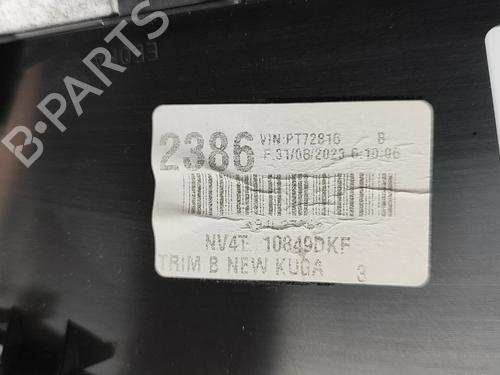 2386 VIN:PT72816 B
F.31/08/2023 6:10:06
NV4T 10849DKF
TRIM B NEW KUGA 3
B-PARTS